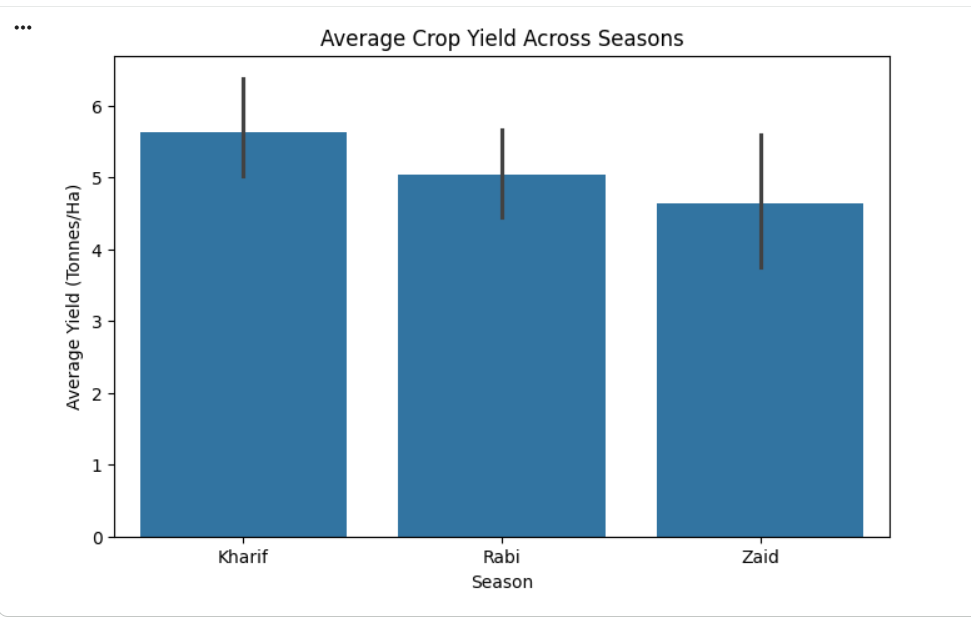 ...
Average Crop Yield Across Seasons
Average Yield (Tonnes/Ha)
6
5
4
3
2
1
0
Kharif Rabi Zaid
Season